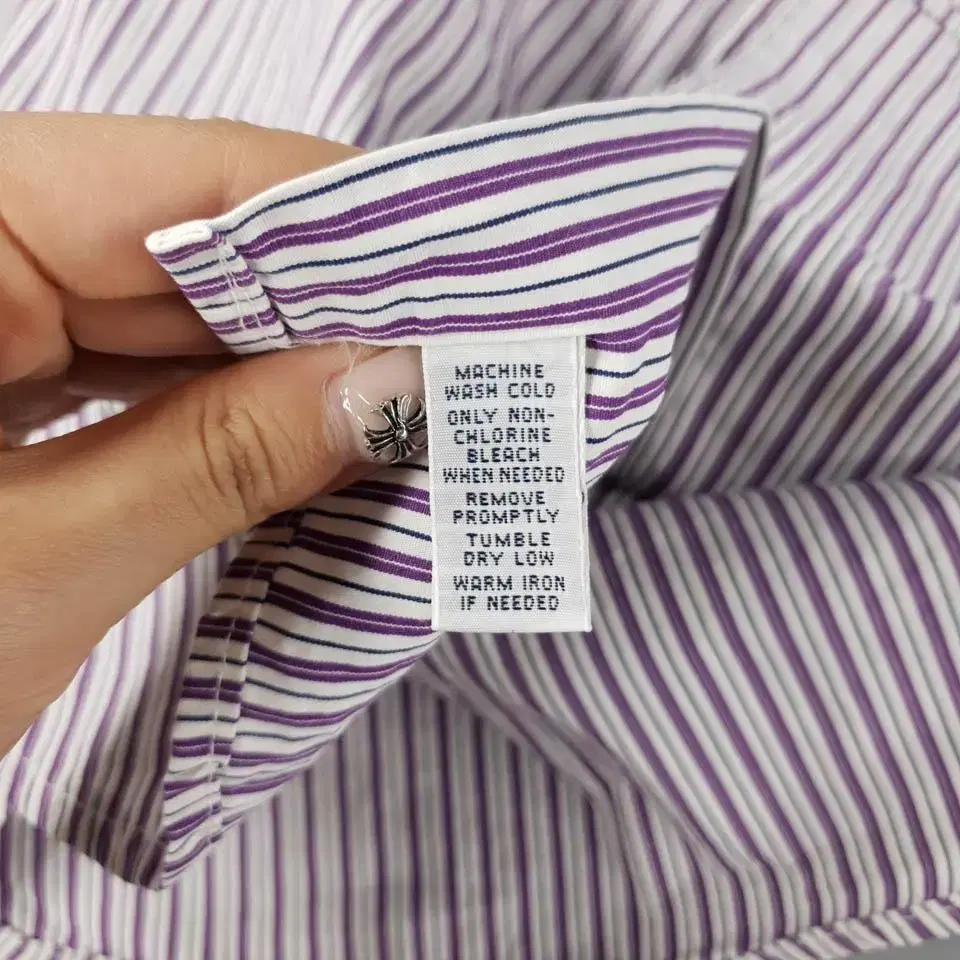 MACHINE
WASH COLD
ONLY NON-
CHLORINE
BLEACH
WHEN NEEDED
REMOVE
PROMPTLY
TUMBLE
DRY LOW
WARM IRON
IF NEEDED